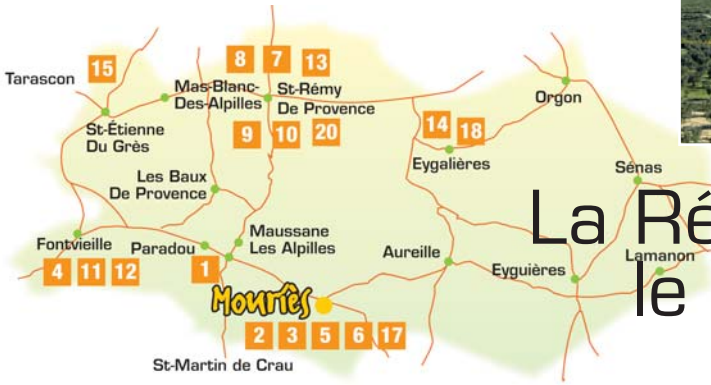 8 7 13
15
Tarascon
Mas-Blanc-
Des-Alpilles
St-Rémy
De Provence
Orgon
St-Étienne
Du Grès
9 10 20
14 18
Eygalières
Les Baux
De Provence
Sénas
La Ré
le
Fontvieille
Paradou
Maussane
Les Alpilles
Aureille
Eyguières
Lamanon
4 11 12
1
Mouriès
2 3 5 6 17
St-Martin de Crau